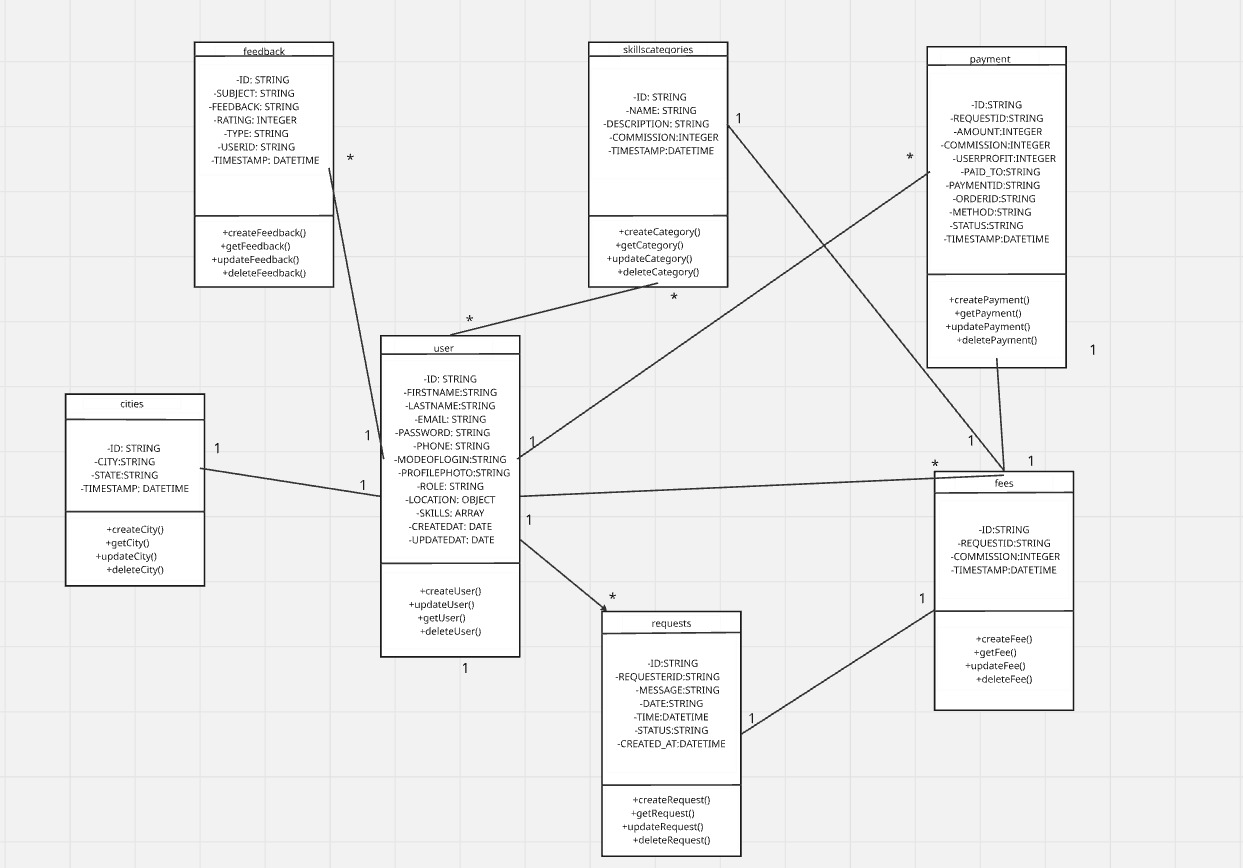 feedback
-ID: STRING
-SUBJECT: STRING
-FEEDBACK: STRING
-RATING: INTEGER
-TYPE: STRING
-USERID: STRING
-TIMESTAMP: DATETIME
+createFeedback()
+getFeedback()
+updateFeedback()
+deleteFeedback()
*
skillscategories
-ID: STRING
-NAME: STRING
-DESCRIPTION: STRING
-COMMISSION:INTEGER
-TIMESTAMP:DATETIME
+createCategory()
+getCategory()
+updateCategory()
+deleteCategory()
1
*
*
payment
-ID:STRING
-REQUESTID:STRING
-AMOUNT:INTEGER
-COMMISSION:INTEGER
-USERPROFIT:INTEGER
-PAID_TO:STRING
-PAYMENTID:STRING
-ORDERID:STRING
-METHOD:STRING
-STATUS:STRING
-TIMESTAMP:DATETIME
+createPayment()
+getPayment()
+updatePayment()
+deletePayment()
*
1
cities
-ID: STRING
-CITY:STRING
-STATE:STRING
-TIMESTAMP: DATETIME
+createCity()
+getCity()
+updateCity()
+deleteCity()
1
1
1
user
-ID: STRING
-FIRSTNAME:STRING
-LASTNAME:STRING
-EMAIL: STRING
-PASSWORD: STRING
-PHONE: STRING
-MODEOFLOGIN:STRING
-PROFILEPHOTO:STRING
-ROLE: STRING
-LOCATION: OBJECT
-SKILLS: ARRAY
-CREATEDAT: DATE
-UPDATEDAT: DATE
+createUser()
+updateUser()
+getUser()
+deleteUser()
1
1
1
*
requests
-ID:STRING
-REQUESTERID:STRING
-MESSAGE:STRING
-DATE:STRING
-TIME:DATETIME
-STATUS:STRING
-CREATED_AT:DATETIME
+createRequest()
+getRequest()
+updateRequest()
+deleteRequest()
1
1
*
1
1
fees
-ID:STRING
-REQUESTID:STRING
-COMMISSION:INTEGER
-TIMESTAMP:DATETIME
+createFee()
+getFee()
+updateFee()
+deleteFee()